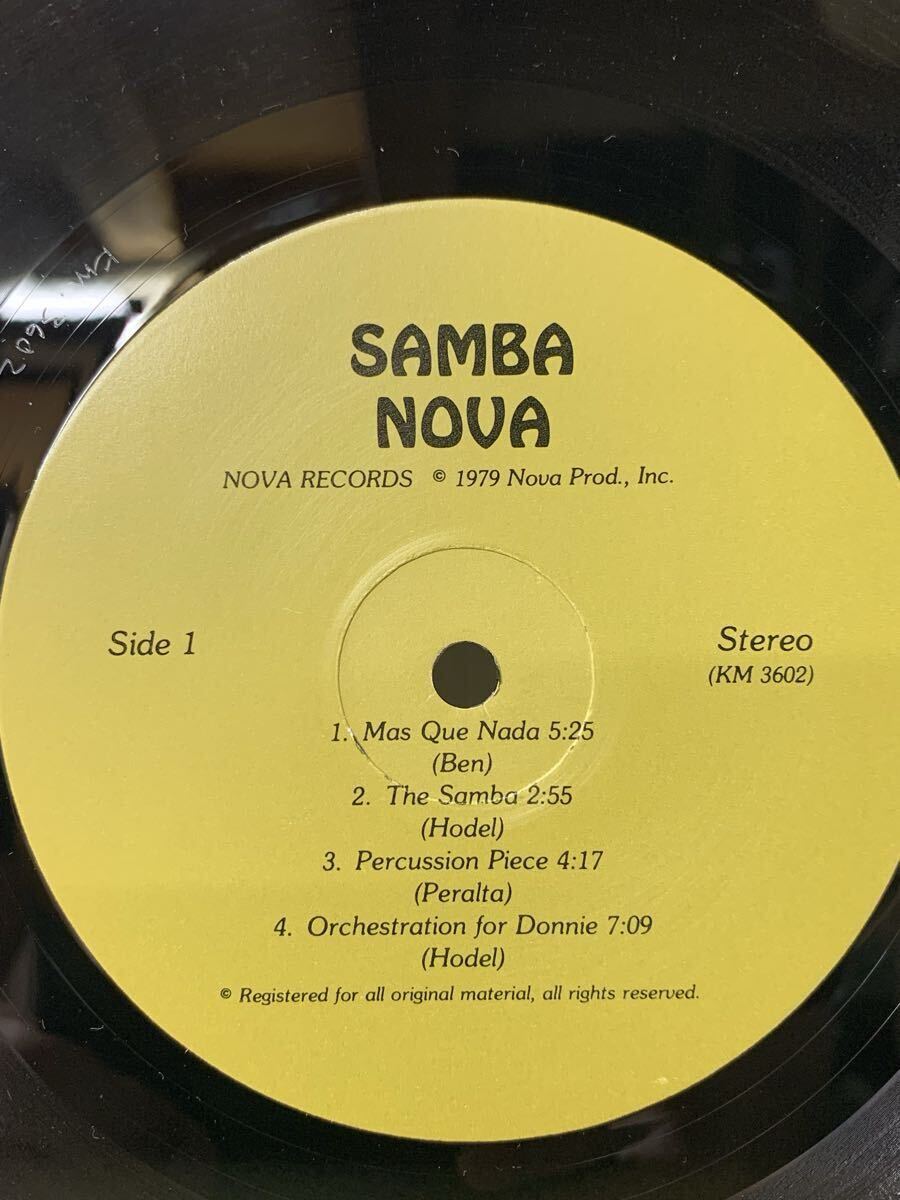 KM. 3602
SAMBA
NOVA
NOVA RECORDS © 1979 Nova Prod., Inc.
Side 1
Stereo
(KM 3602)
1. Mas Que Nada 5:25
(Ben)
2. The Samba 2:55
(Hodel)
3. Percussion Piece 4:17
(Peralta)
4. Orchestration for Donnie 7:09
(Hodel)
© Registered for all original material, all rights reserved.